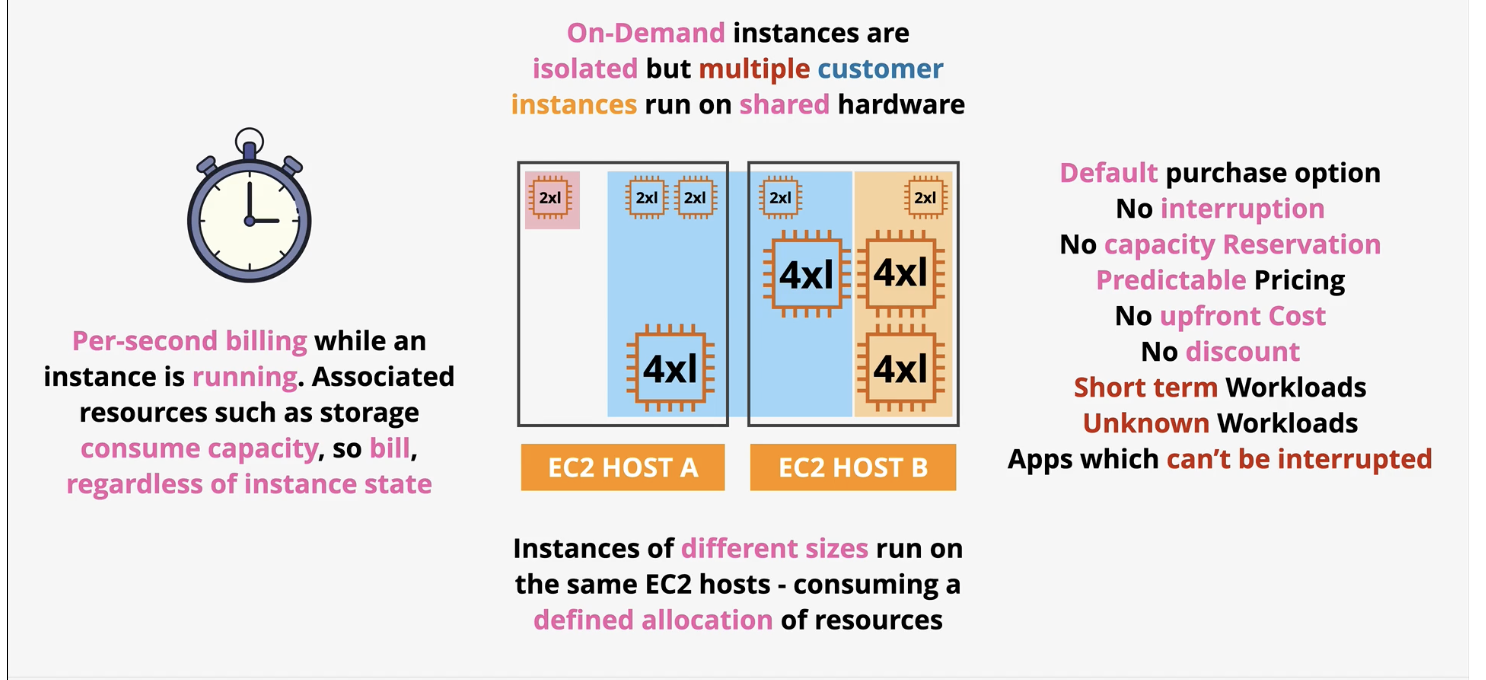 On-Demand instances are
isolated but multiple customer
instances run on shared hardware
Per-second billing while an
instance is running. Associated
resources such as storage
consume capacity, so bill,
regardless of instance state
2xl
2xl
2xl
4xl
EC2 HOST A
2xl
2xl
4xl
4xl
4xl
EC2 HOST B
Default purchase option
No interruption
No capacity Reservation
Predictable Pricing
No upfront Cost
No discount
Short term Workloads
Unknown Workloads
Apps which can't be interrupted
Instances of different sizes run on
the same EC2 hosts - consuming a
defined allocation of resources